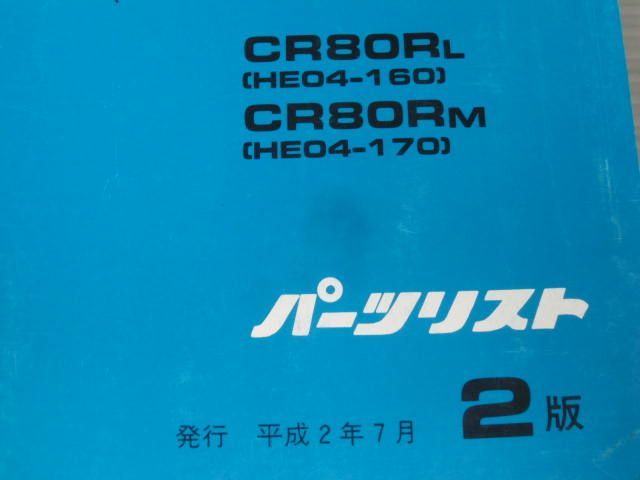 CR80RL
(HE04-160)
CR80RM
(HE04-170)
パーツリスト
2版
発行 平成2年7月